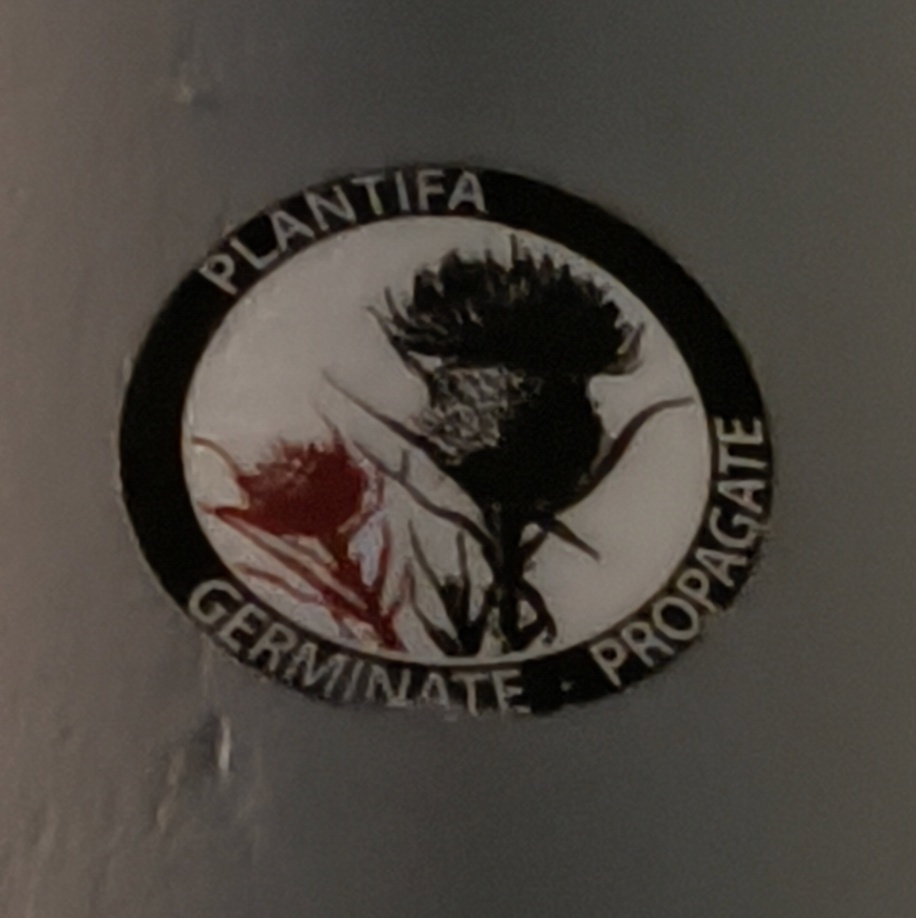 PLANTIFA
GERMINATE · PROPAGATE